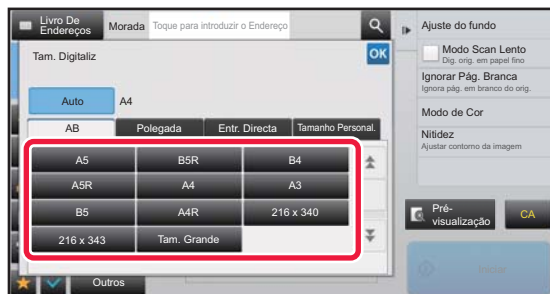 Livro De
Endereços
Morada
Toque para introduzir o Endereço
Tam. Digitaliz
OK
Auto
A4
AB
Polegada
Entr. Directa
Tamanho Personal.
A5
B5R
B4
A5R
A4
A3
B5
A4R
216 x 340
216 x 343
Tam. Grande
Outros
Ajuste do fundo
Modo Scan Lento
Dig. orig. em papel fino
Ignorar Pág. Branca
Ignora pág. em branco do orig.
Modo de Cor
Nitidez
Ajustar contorno da imagem
Pré-
visualização
CA
Iniciar